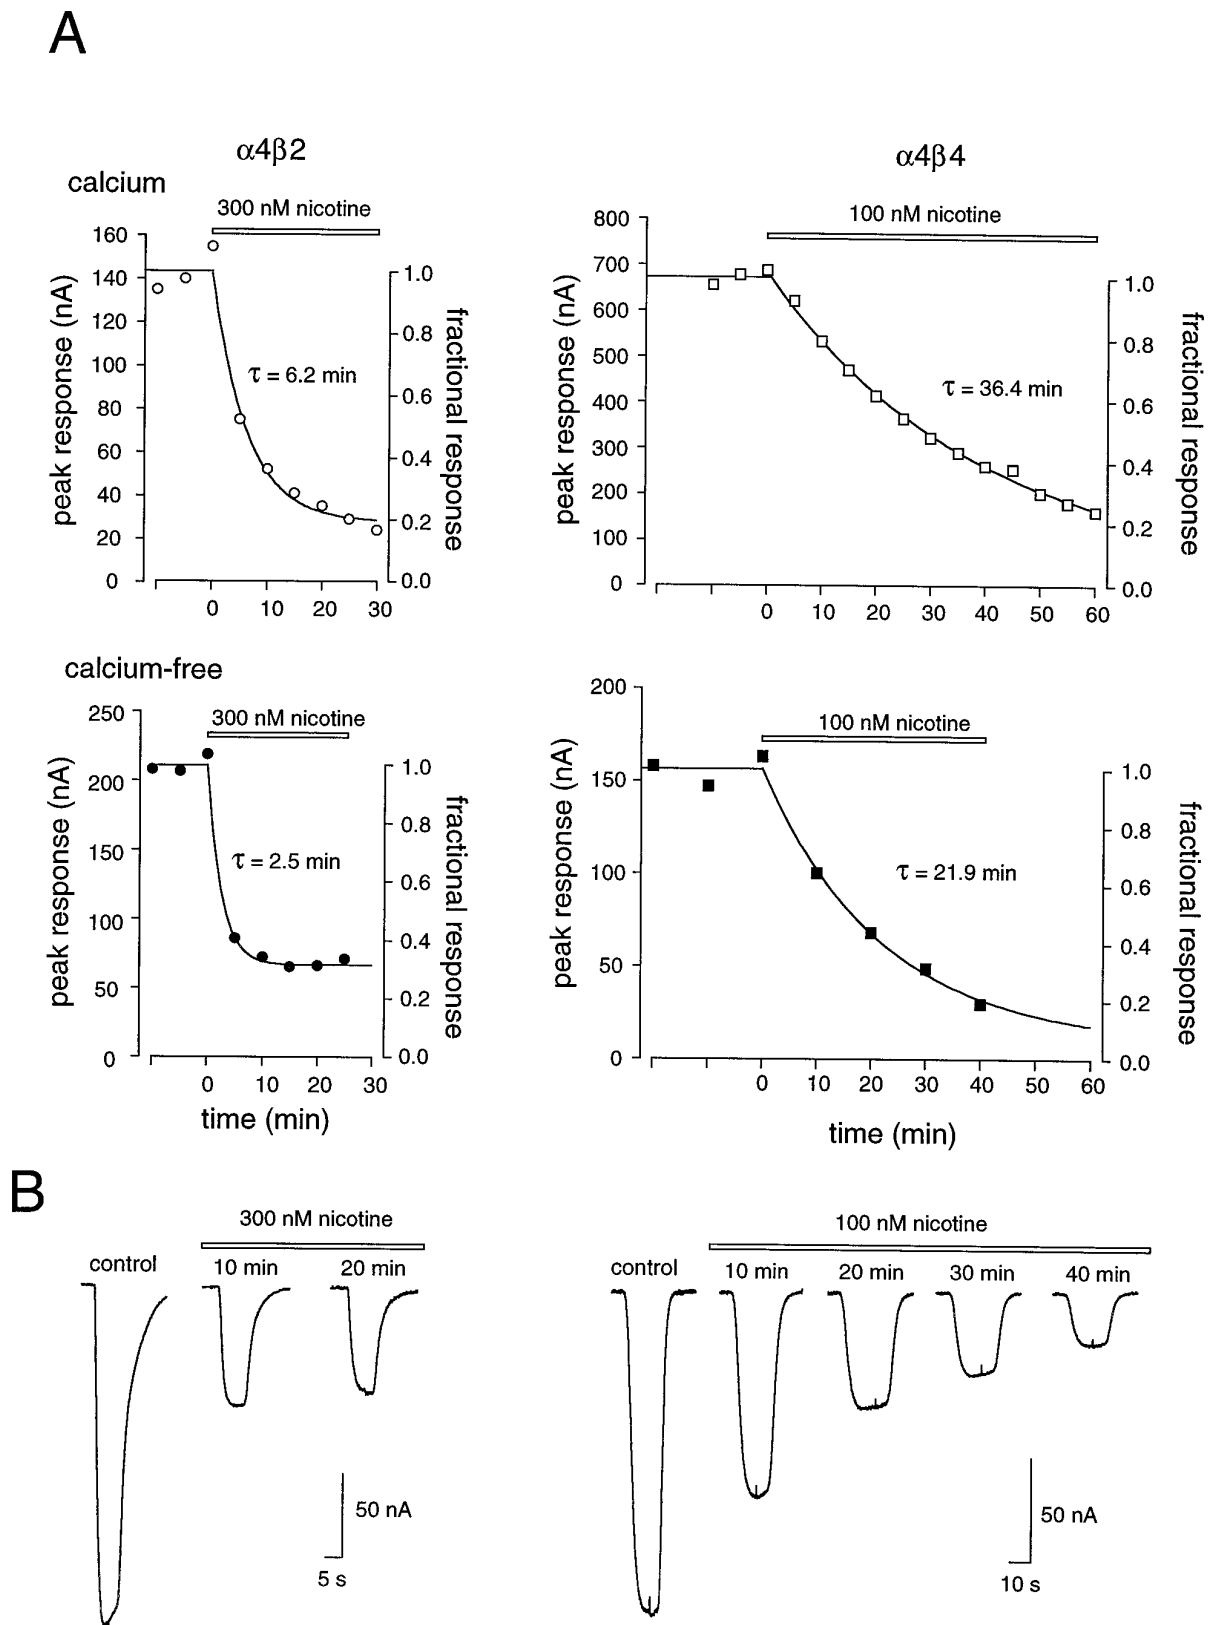 A
α4β2
α4β4
calcium
300 nM nicotine
100 nM nicotine
peak response (nA)
160
140
120
100
80
60
40
20
0
τ = 6.2 min
1.0
0.8
0.6
0.4
0.2
0.0
fractional response
0 10 20 30
peak response (nA)
800
700
600
500
400
300
200
100
0
τ = 36.4 min
1.0
0.8
0.6
0.4
0.2
0.0
fractional response
0 10 20 30 40 50 60
calcium-free
300 nM nicotine
100 nM nicotine
peak response (nA)
250
200
150
100
50
0
τ = 2.5 min
1.0
0.8
0.6
0.4
0.2
0.0
fractional response
0 10 20 30
time (min)
peak response (nA)
200
150
100
50
0
τ = 21.9 min
1.0
0.8
0.6
0.4
0.2
0.0
fractional response
0 10 20 30 40 50 60
time (min)
B
300 nM nicotine
control 10 min 20 min
50 nA
5 s
100 nM nicotine
control 10 min 20 min 30 min 40 min
50 nA
10 s